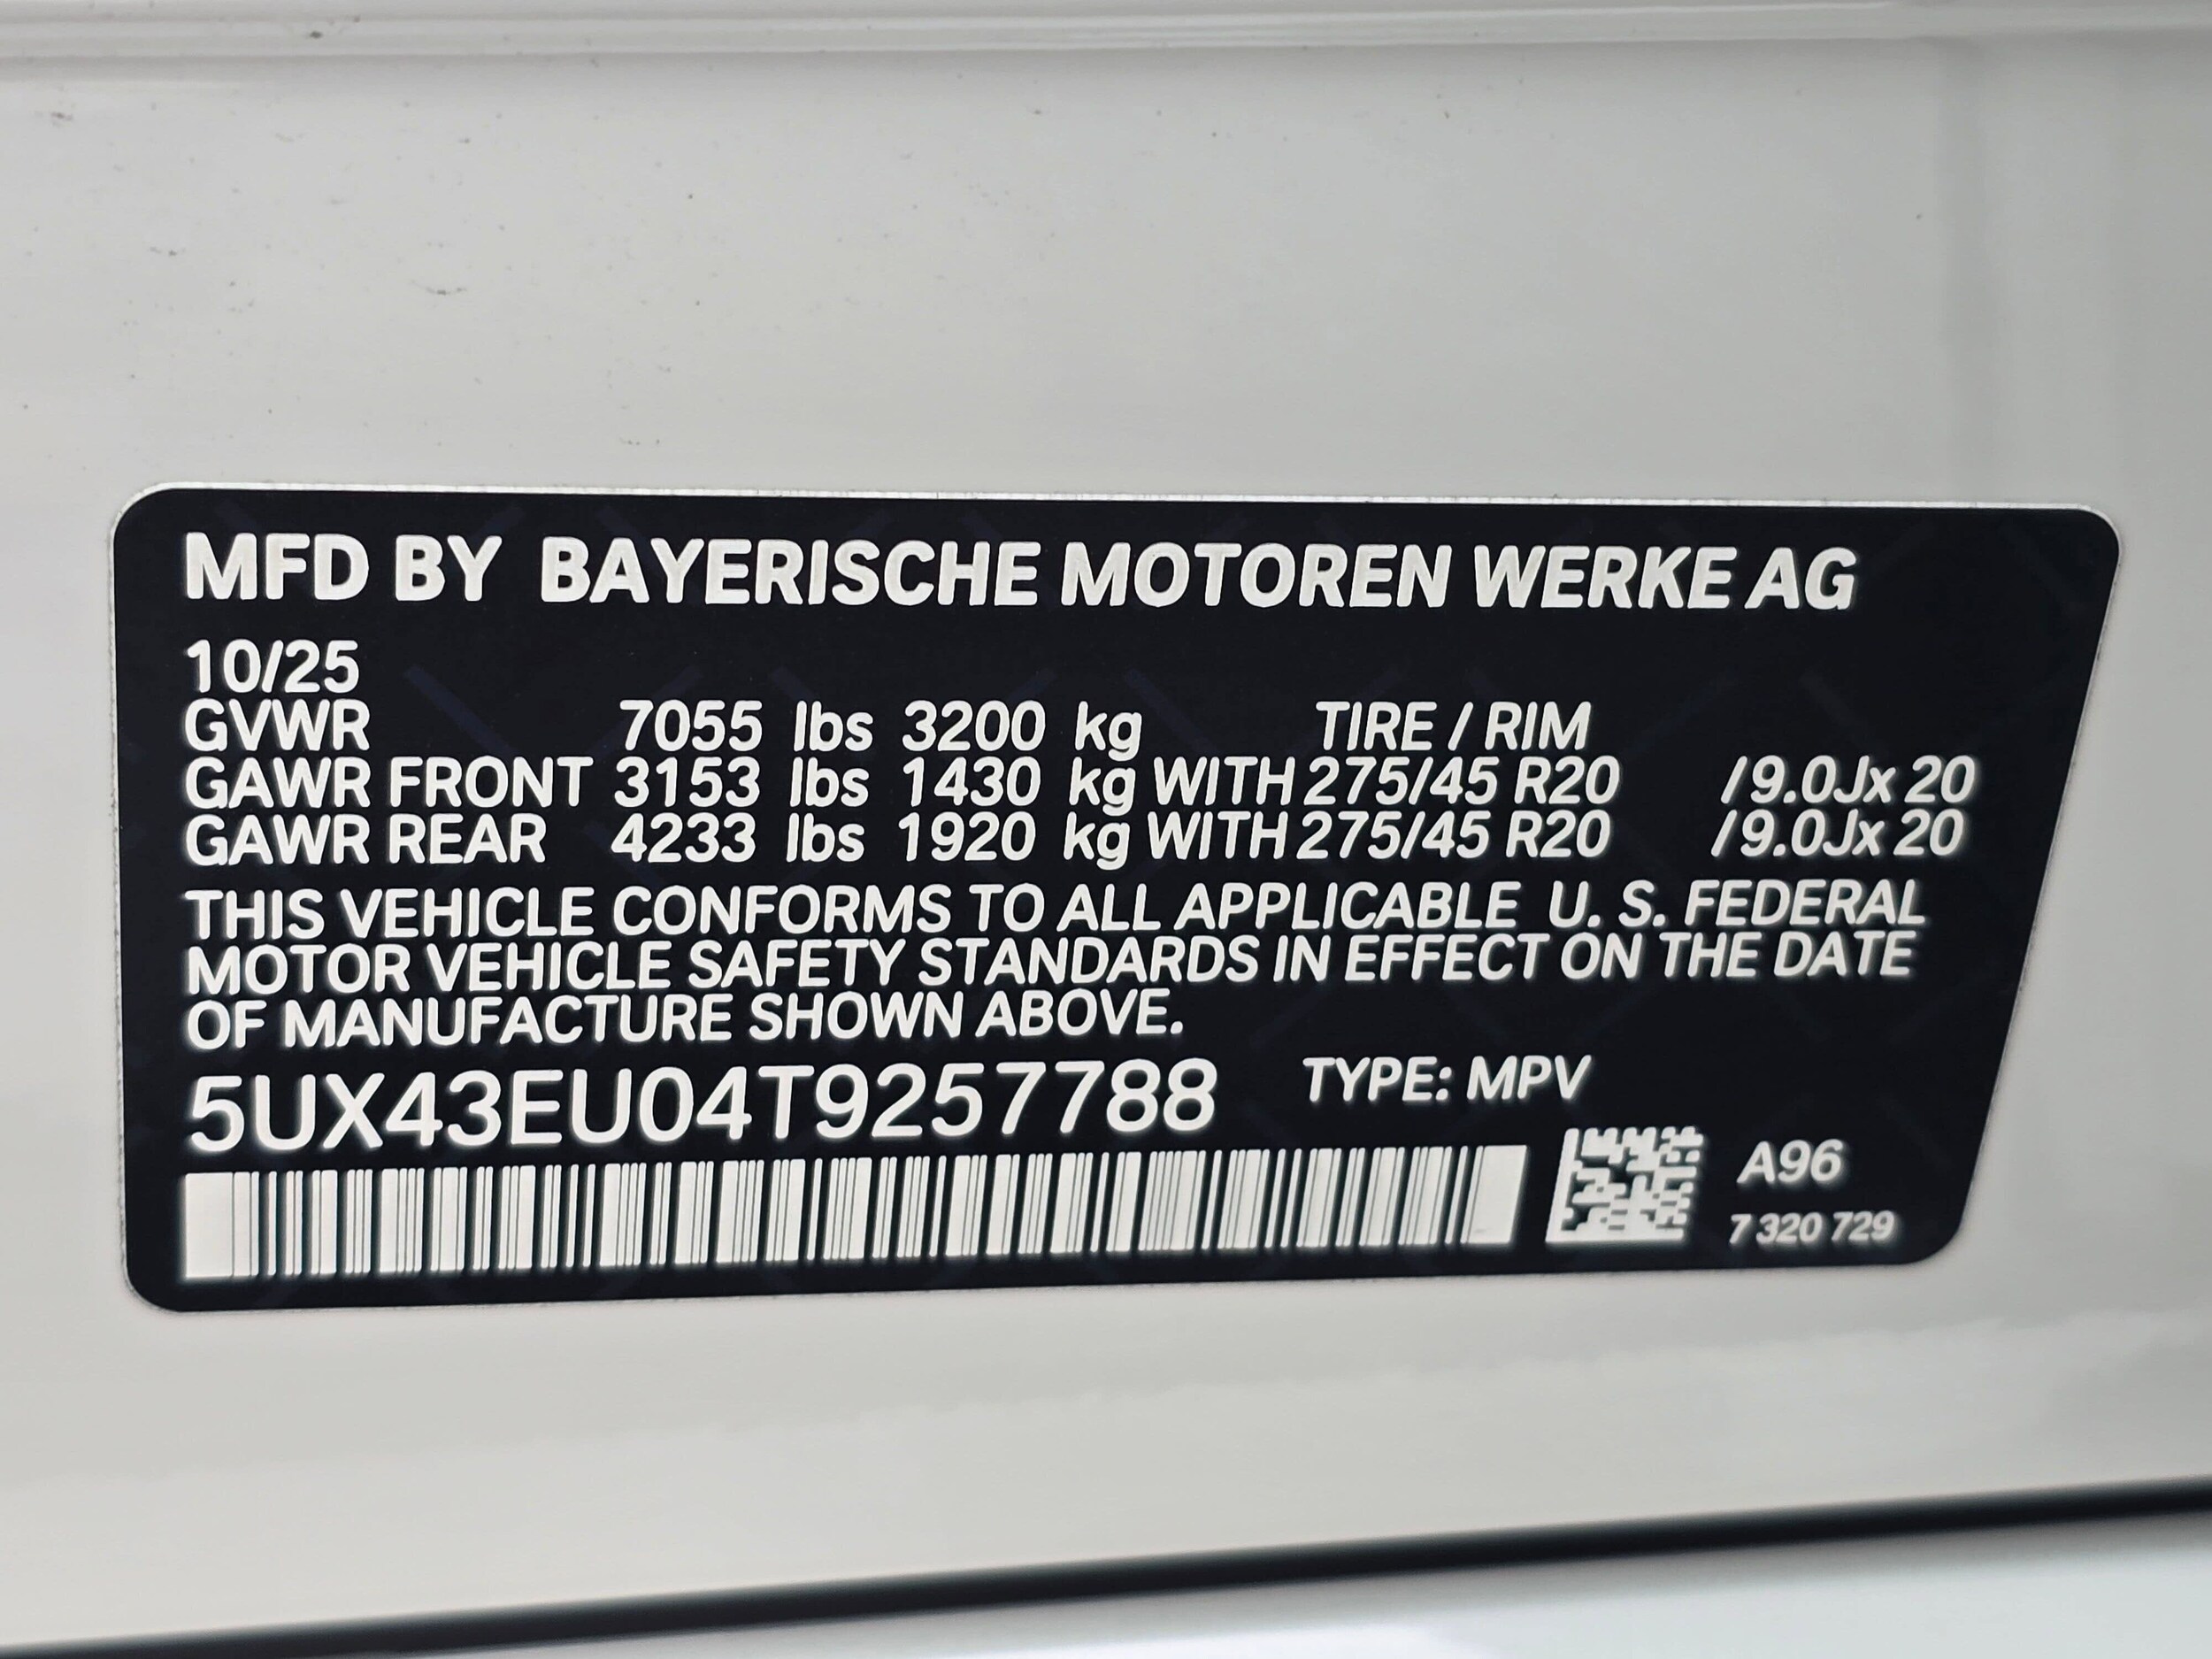 MFD BY BAYERISCHE MOTOREN WERKE AG
10/25
GVWR 7055 lbs 3200 kg TIRE / RIM
GAWR FRONT 3153 lbs 1430 kg WITH 275/45 R20 / 9.0Jx 20
GAWR REAR 4233 lbs 1920 kg WITH 275/45 R20 / 9.0Jx 20
THIS VEHICLE CONFORMS TO ALL APPLICABLE U. S. FEDERAL
MOTOR VEHICLE SAFETY STANDARDS IN EFFECT ON THE DATE
OF MANUFACTURE SHOWN ABOVE.
5UX43EU04T9257788 TYPE: MPV
A96
7 320 729